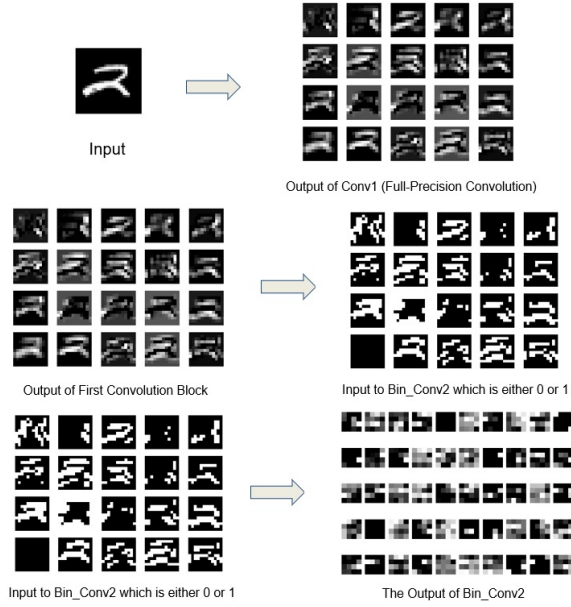 Input
Output of Conv1 (Full-Precision Convolution)
Output of First Convolution Block
Input to Bin_Conv2 which is either 0 or 1
Input to Bin_Conv2 which is either 0 or 1
The Output of Bin_Conv2